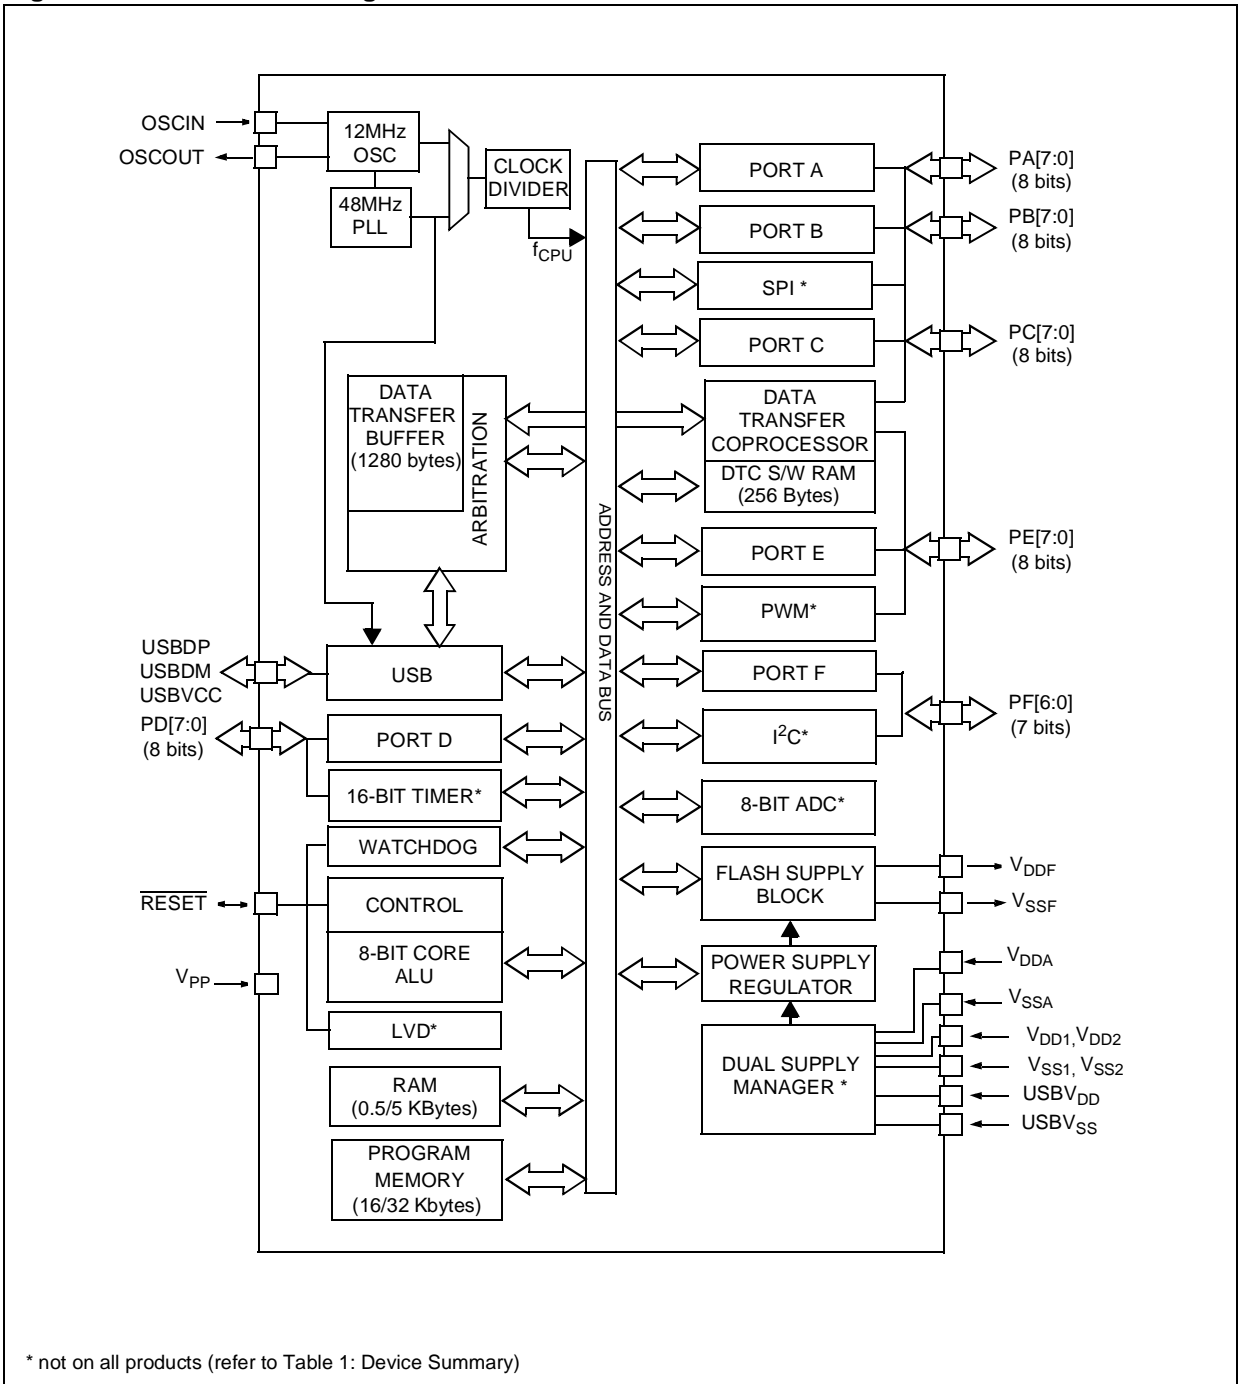 OSCIN
OSCOUT
12MHz
OSC
48MHz
PLL
CLOCK
DIVIDER
fCPU
DATA
TRANSFER
BUFFER
(1280 bytes)
ARBITRATION
USBDP
USBDM
USBVCC
USB
PD[7:0]
(8 bits)
PORT D
16-BIT TIMER*
WATCHDOG
RESET
CONTROL
8-BIT CORE
ALU
VPP
LVD*
RAM
(0.5/5 KBytes)
PROGRAM
MEMORY
(16/32 Kbytes)
ADDRESS AND DATA BUS
PORT A
PA[7:0]
(8 bits)
PORT B
PB[7:0]
(8 bits)
SPI *
PORT C
PC[7:0]
(8 bits)
DATA
TRANSFER
COPROCESSOR
DTC S/W RAM
(256 Bytes)
PORT E
PE[7:0]
(8 bits)
PWM*
PORT F
PF[6:0]
(7 bits)
I2C*
8-BIT ADC*
FLASH SUPPLY
BLOCK
VDDF
VSSF
POWER SUPPLY
REGULATOR
DUAL SUPPLY
MANAGER *
VDDA
VSSA
VDD1,VDD2
VSS1, VSS2
USBVDD
USBVSS
* not on all products (refer to Table 1: Device Summary)